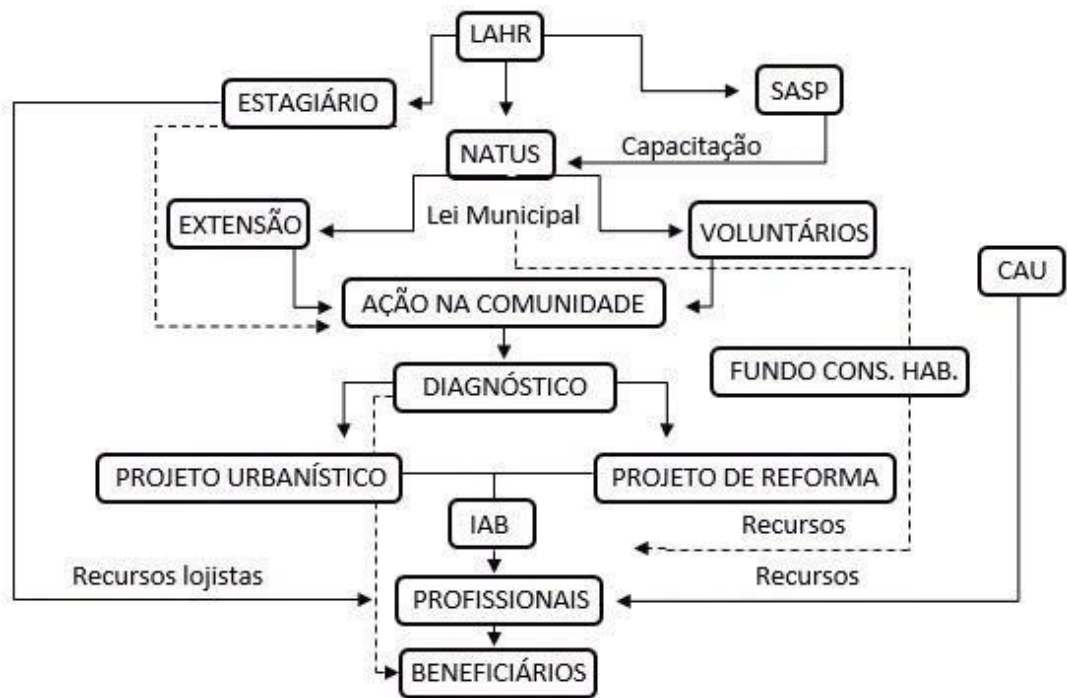 LAHR
ESTAGIÁRIO
SASP
NATUS
Capacitação
EXTENSÃO
Lei Municipal
VOLUNTÁRIOS
CAU
AÇÃO NA COMUNIDADE
FUNDO CONS. HAB.
DIAGNÓSTICO
PROJETO URBANÍSTICO
PROJETO DE REFORMA
IAB
Recursos
Recursos lojistas
Recursos
PROFISSIONAIS
BENEFICIÁRIOS